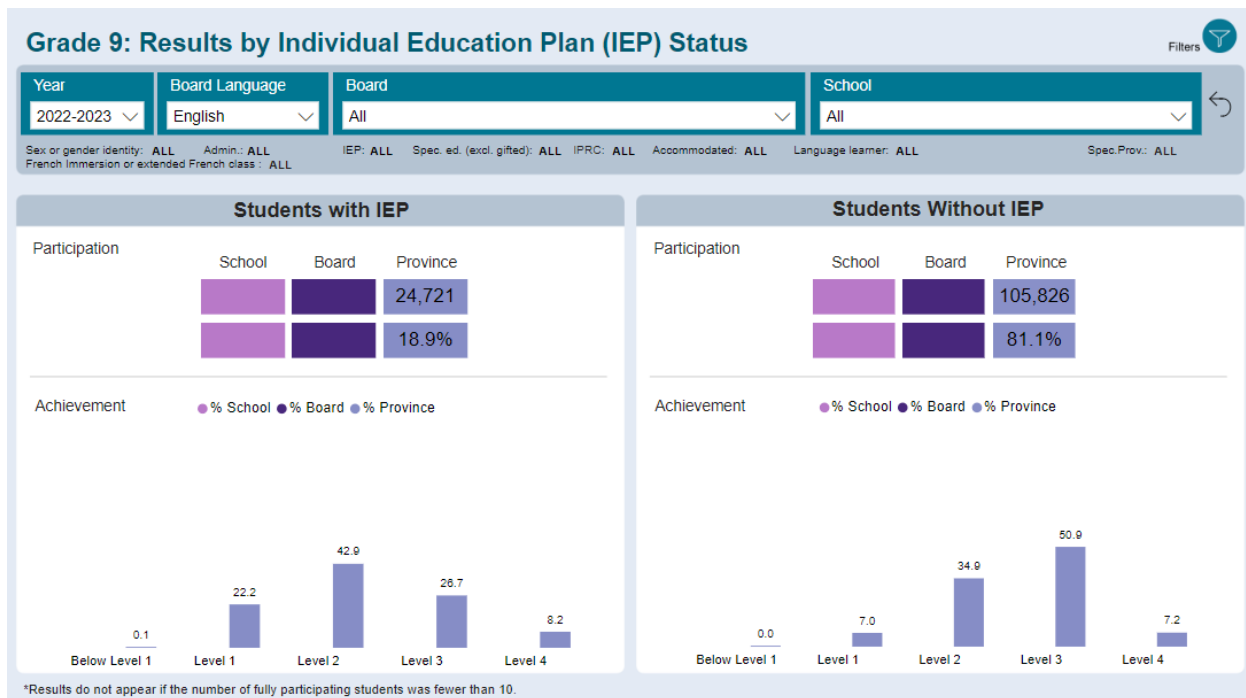 Grade 9: Results by Individual Education Plan (IEP) Status
Filters
Year Board Language Board School
2022-2023 English All All
Sex or gender identity: ALL Admin.: ALL IEP: ALL Spec. ed. (excl. gifted): ALL IPRC: ALL Accommodated: ALL Language learner: ALL Spec.Prov.: ALL
French Immersion or extended French class : ALL
Students with IEP
Participation
School Board Province
24,721
18.9%
Achievement % School % Board % Province
42.9
26.7
22.2
8.2
0.1
Below Level 1 Level 1 Level 2 Level 3 Level 4
Students Without IEP
Participation
School Board Province
105,826
81.1%
Achievement % School % Board % Province
50.9
34.9
7.0 7.2
0.0
Below Level 1 Level 1 Level 2 Level 3 Level 4
*Results do not appear if the number of fully participating students was fewer than 10.